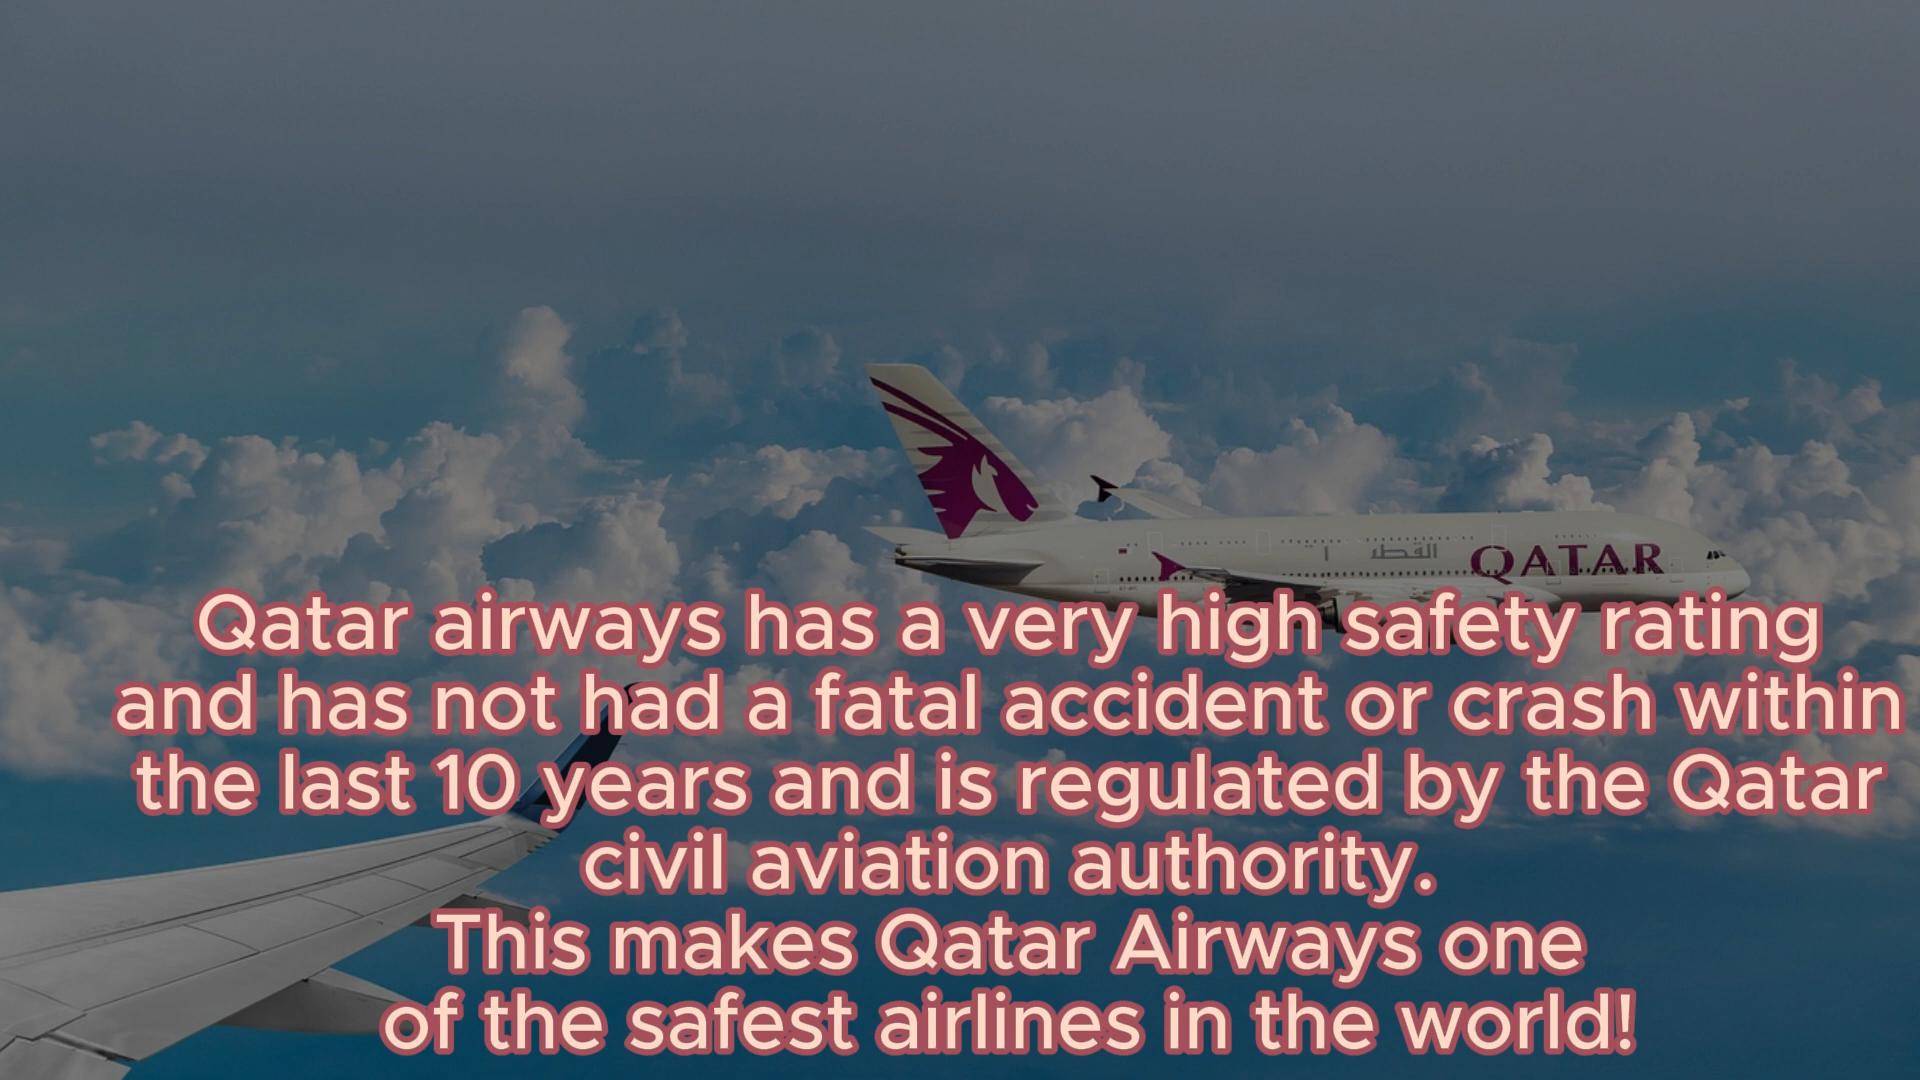 القطرية
QATAR
Qatar airways has a very high safety rating
and has not had a fatal accident or crash within
the last 10 years and is regulated by the Qatar
civil aviation authority.
This makes Qatar Airways one
of the safest airlines in the world!